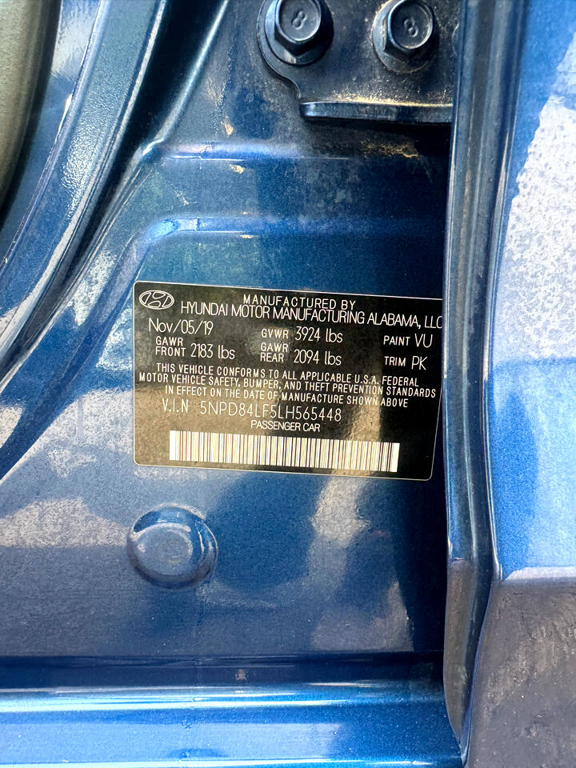 8 8
MANUFACTURED BY
HYUNDAI MOTOR MANUFACTURING ALABAMA, LLC
Nov/05/19 GVWR 3924 lbs PAINT VU
GAWR FRONT 2183 lbs GAWR REAR 2094 lbs TRIM PK
THIS VEHICLE CONFORMS TO ALL APPLICABLE U.S.A. FEDERAL
MOTOR VEHICLE SAFETY, BUMPER, AND THEFT PREVENTION STANDARDS
IN EFFECT ON THE DATE OF MANUFACTURE SHOWN ABOVE
V.I.N 5NPD84LF5LH565448
PASSENGER CAR